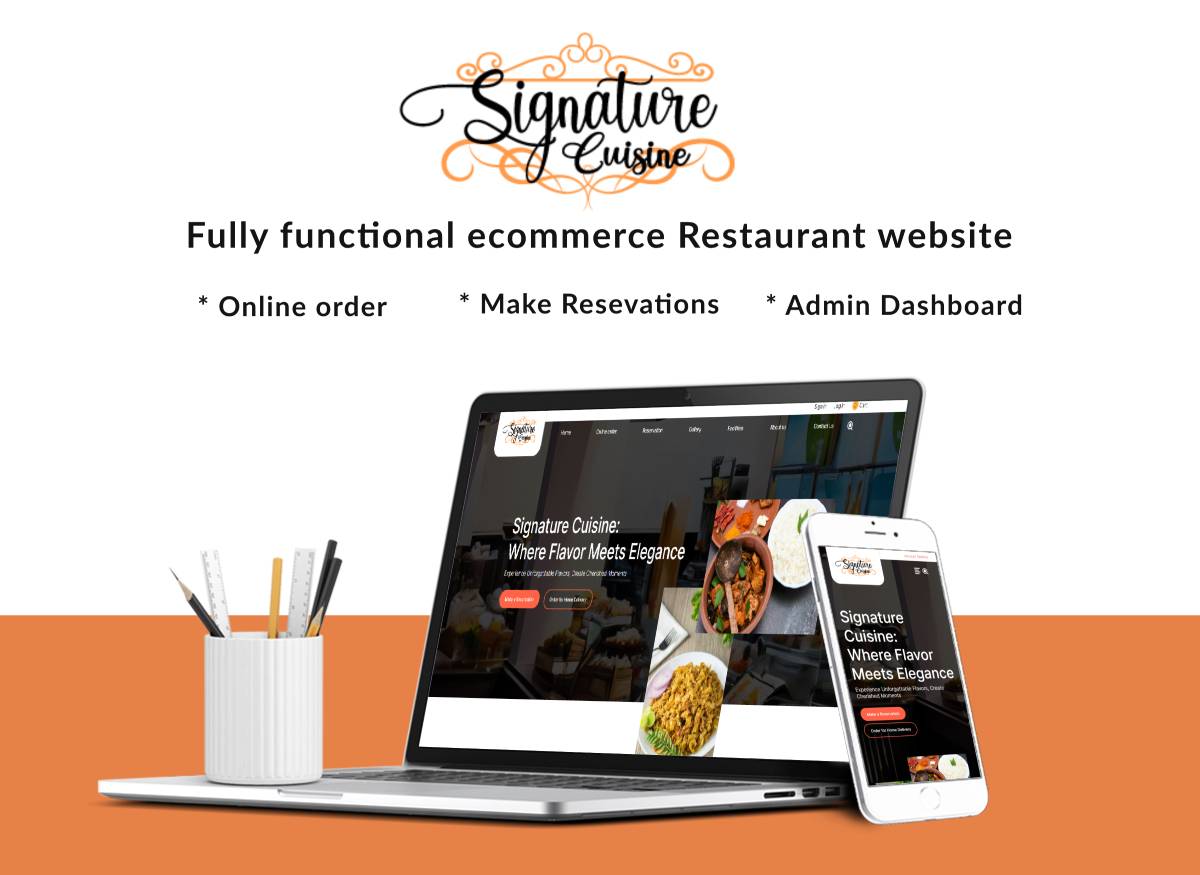 Signature
Cuisine
Fully functional ecommerce Restaurant website
* Online order
* Make Resevations
* Admin Dashboard
Signature
Cuisine
Home
Online order
Reservation
Gallery
Facilities
About us
Contact Us
Signature Cuisine:
Where Flavor Meets Elegance
Experience Unforgettable Flavors, Create Cherished Moments
Make a Reservation
Order for Home Delivery
Signature
Cuisine
Signature
Cuisine:
Where Flavor
Meets Elegance
Experience Unforgettable Flavors, Create
Cherished Moments
Make a Reservation
Order for Home Delivery